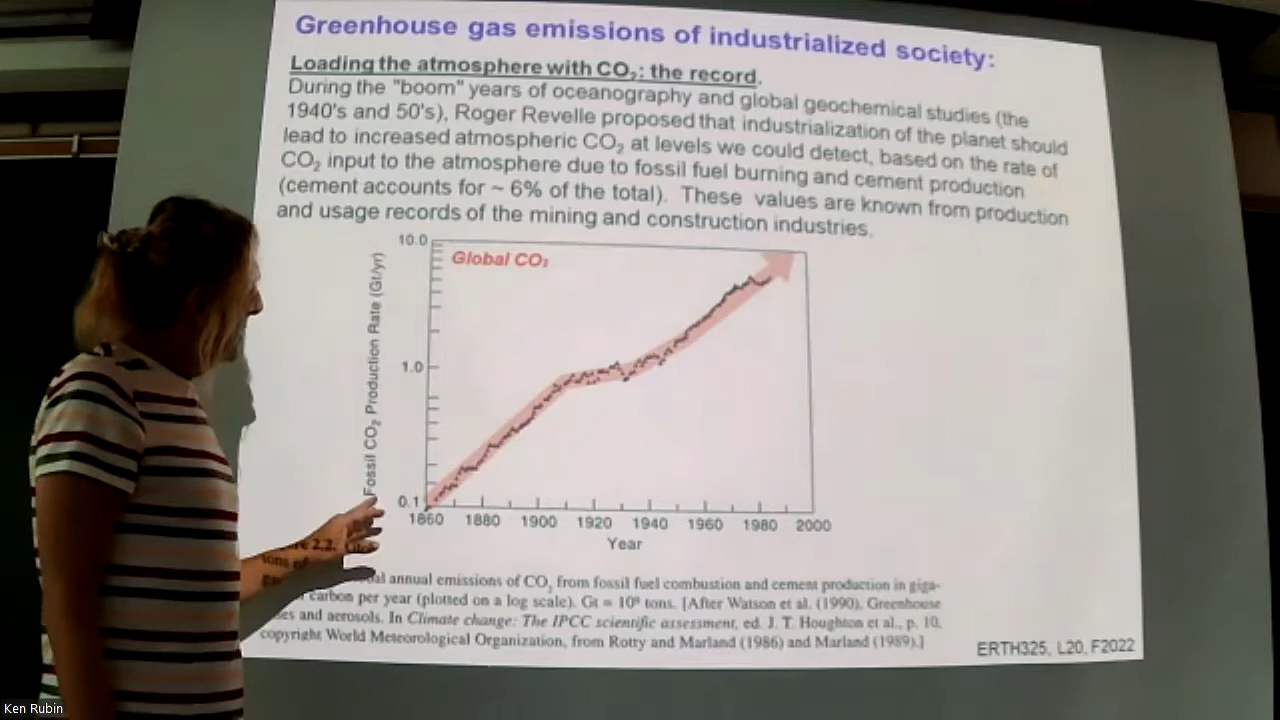 Greenhouse gas emissions of industrialized society:
Loading the atmosphere with CO₂: the record.
During the "boom" years of oceanography and global geochemical studies (the
1940's and 50's), Roger Revelle proposed that industrialization of the planet should
lead to increased atmospheric CO₂ at levels we could detect, based on the rate of
CO₂ input to the atmosphere due to fossil fuel burning and cement production
(cement accounts for ~ 6% of the total). These values are known from production
and usage records of the mining and construction industries.
10.0
Global CO₂
Fossil CO₂ Production Rate (Gt/yr)
1.0
0.1
1860 1880 1900 1920 1940 1960 1980 2000
Year
2.2.
annual emissions of CO₂ from fossil fuel combustion and cement production in giga-
carbon per year (plotted on a log scale). Gt = 10⁹ tons. [After Watson et al. (1990). Greenhouse
and aerosols. In Climate change: The IPCC scientific assessment, ed. J. T. Houghton et al., p. 10,
copyright World Meteorological Organization, from Rotty and Marland (1986) and Marland (1989).]
ERTH325, L20, F2022
Ken Rubin